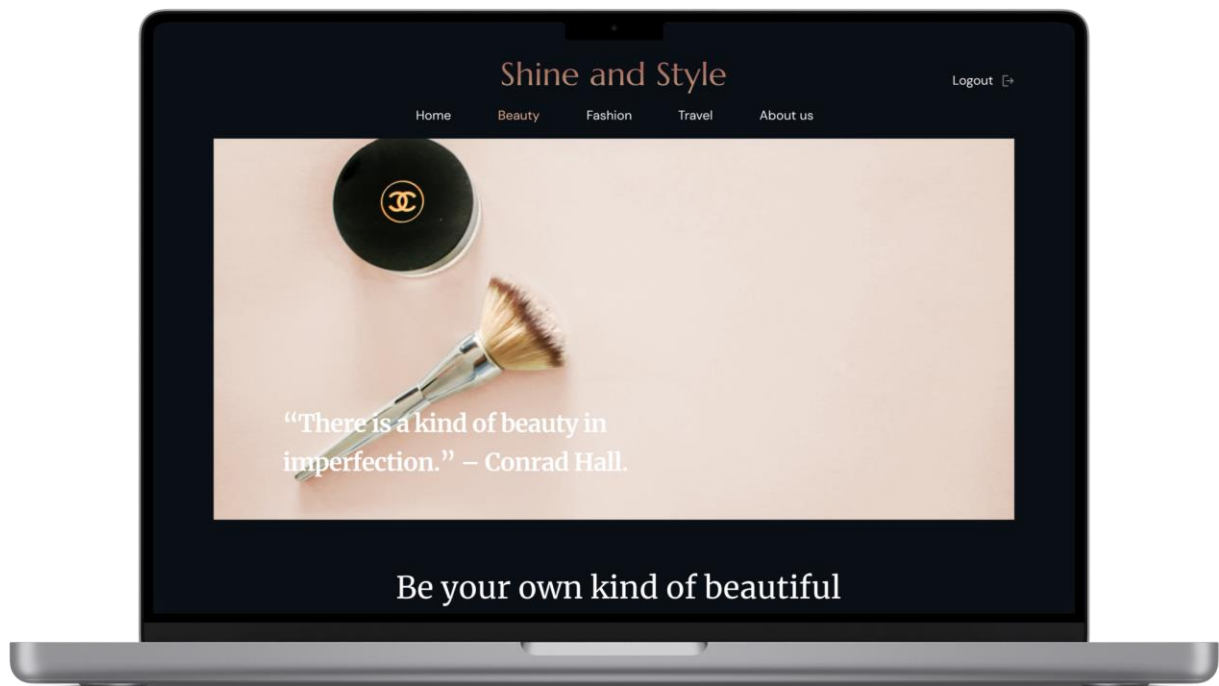 Shine and Style
Logout
Home Beauty Fashion Travel About us
“There is a kind of beauty in
imperfection.” – Conrad Hall.
Be your own kind of beautiful